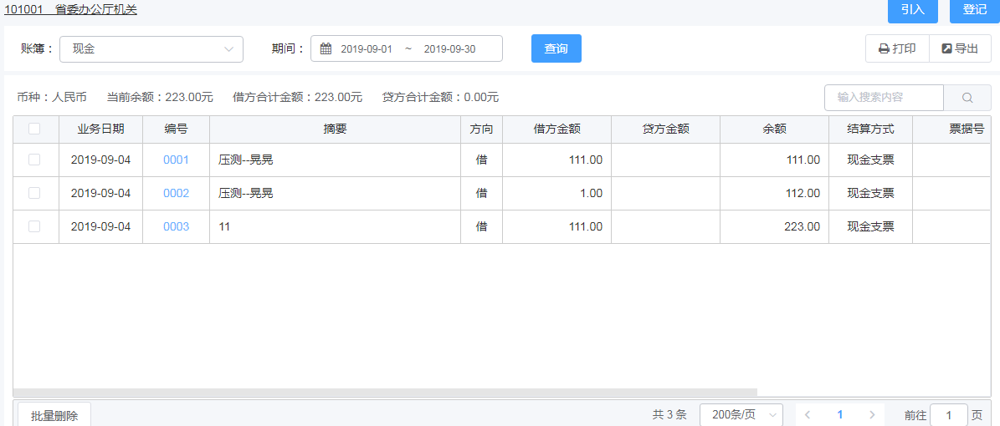 101001 省委办公厅机关 引入 登记
账簿： 现金 期间： 2019-09-01 ~ 2019-09-30 查询 打印 导出
币种：人民币 当前余额：223.00元 借方合计金额：223.00元 贷方合计金额：0.00元 输入搜索内容
业务日期 编号 摘要 方向 借方金额 贷方金额 余额 结算方式 票据号
2019-09-04 0001 压测--晃晃 借 111.00 111.00 现金支票
2019-09-04 0002 压测--晃晃 借 1.00 112.00 现金支票
2019-09-04 0003 11 借 111.00 223.00 现金支票
批量删除 共 3 条 200条/页 1 前往 1 页